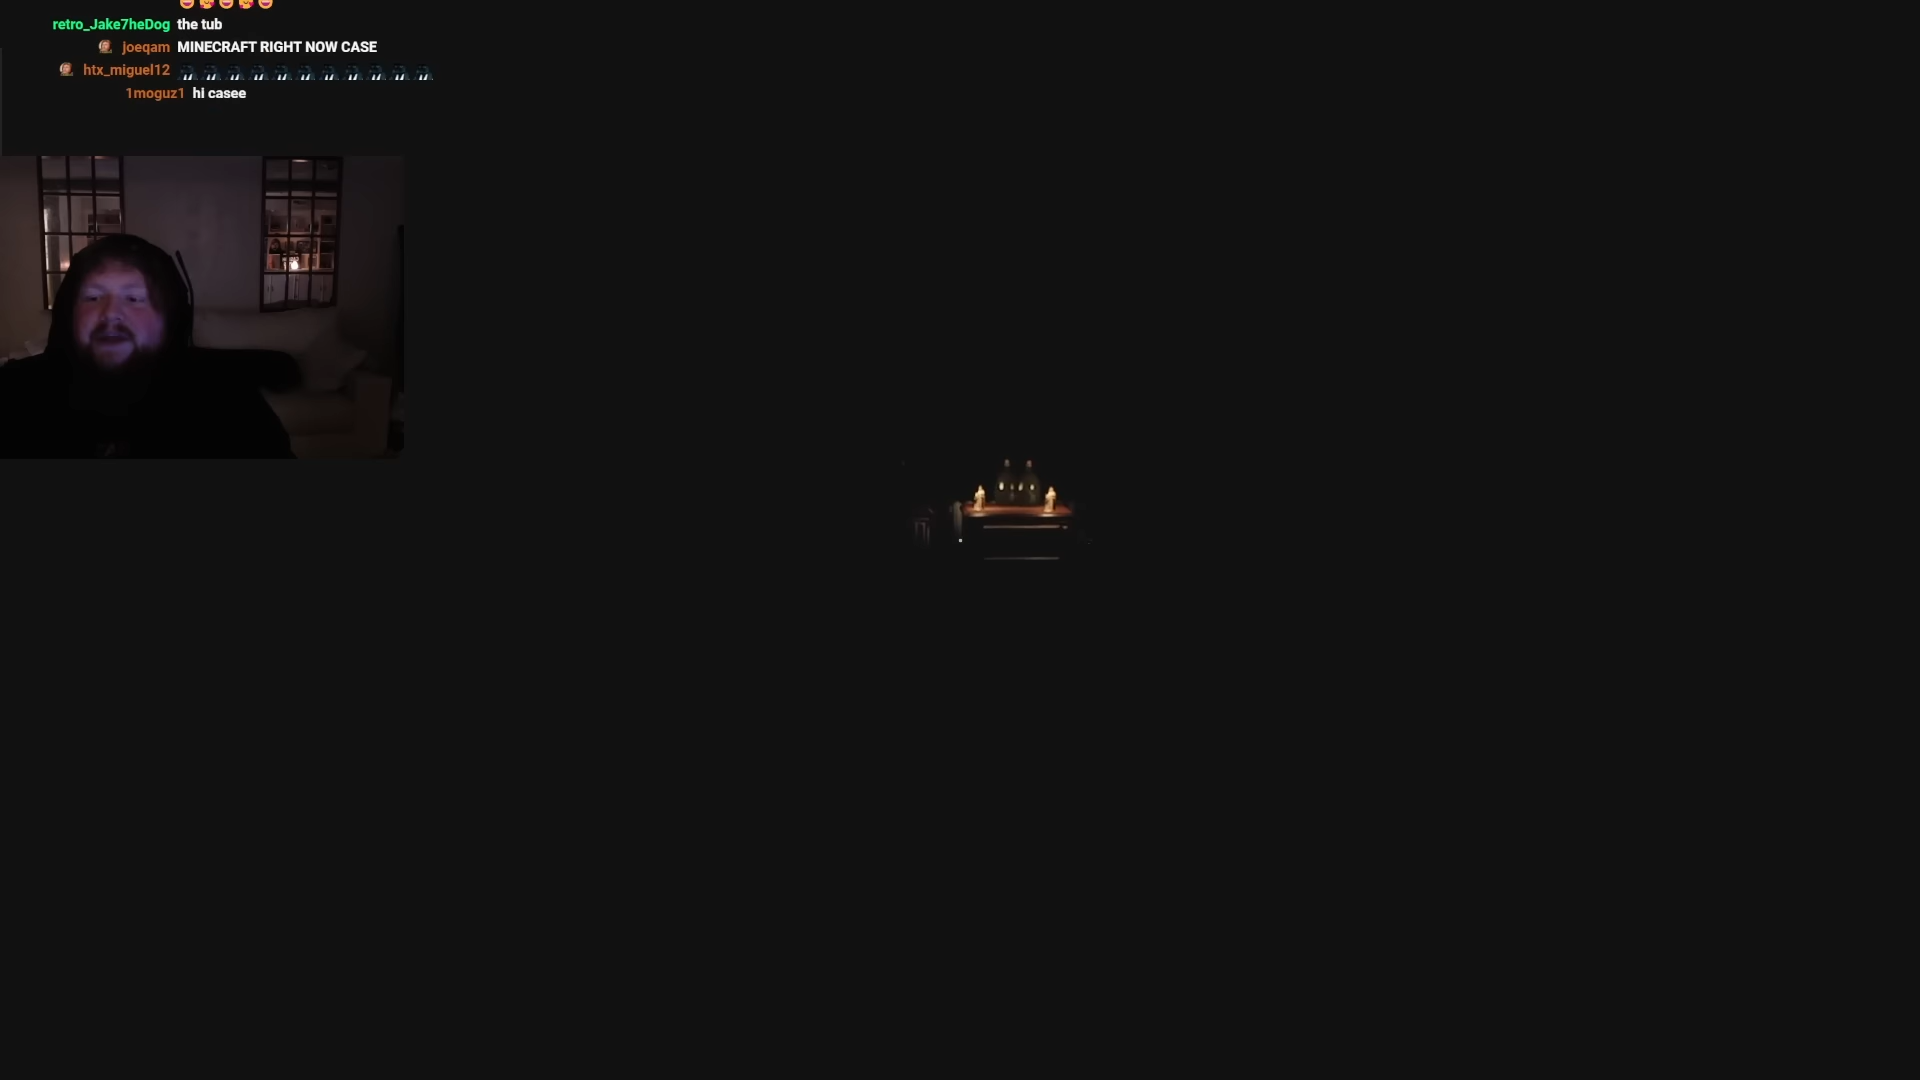 retro_Jake7heDog the tub
joeqam MINECRAFT RIGHT NOW CASE
htx_miguel12
1moguz1 hi casee